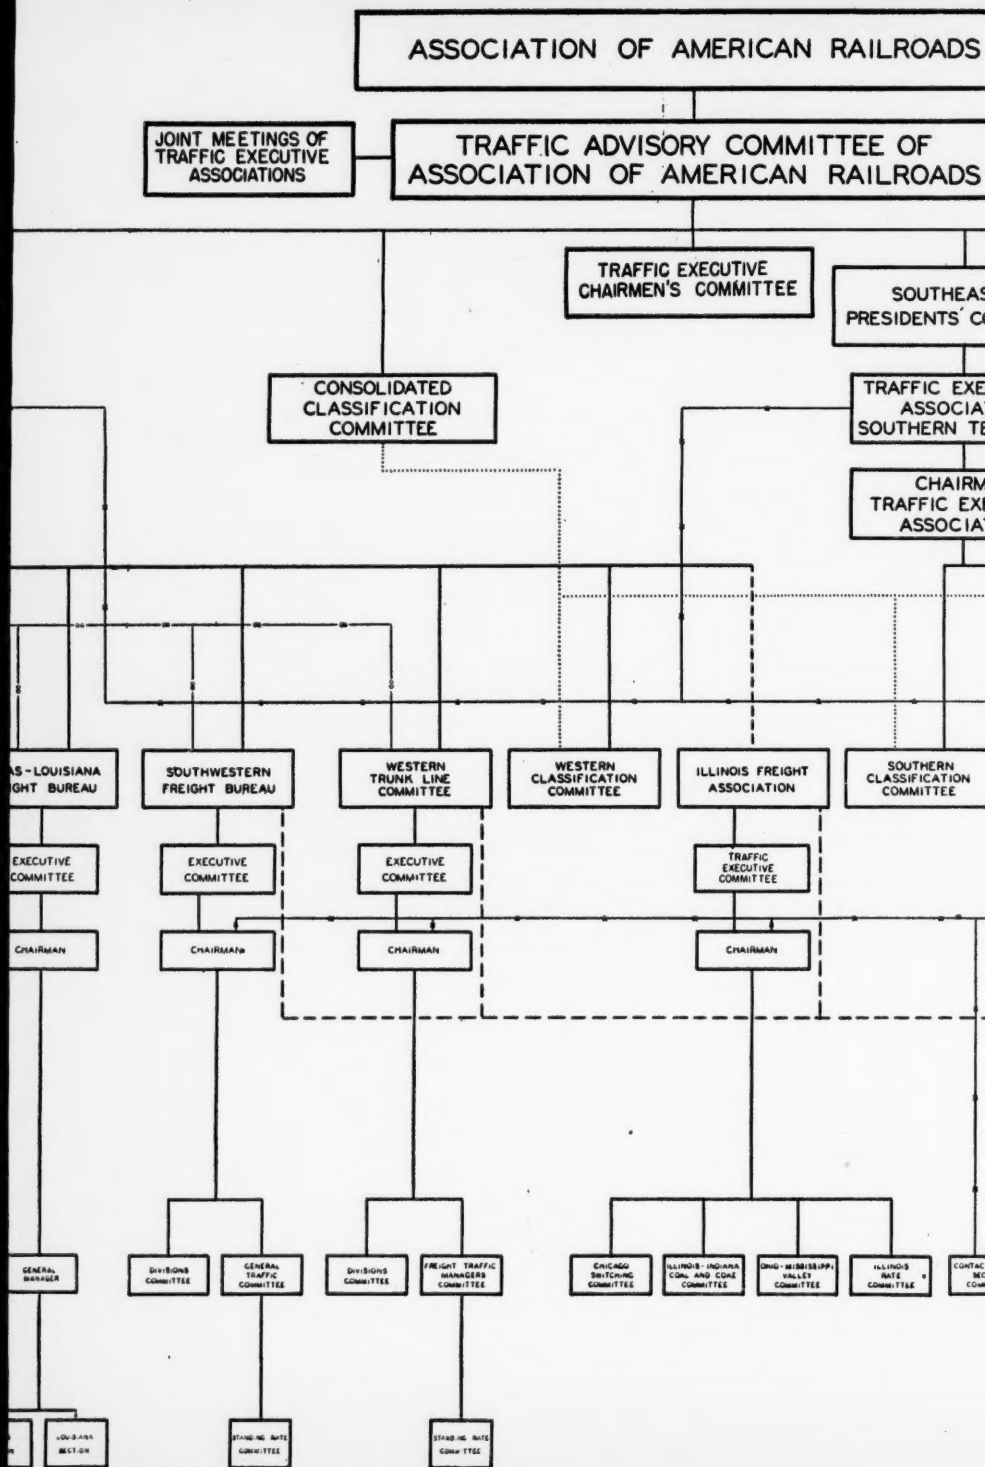 ASSOCIATION OF AMERICAN RAILROADS
JOINT MEETINGS OF
TRAFFIC EXECUTIVE
ASSOCIATIONS
TRAFFIC ADVISORY COMMITTEE OF
ASSOCIATION OF AMERICAN RAILROADS
TRAFFIC EXECUTIVE
CHAIRMEN'S COMMITTEE
SOUTHEAS
PRESIDENTS' CO
CONSOLIDATED
CLASSIFICATION
COMMITTEE
TRAFFIC EXE
ASSOCIA
SOUTHERN TE
CHAIRM
TRAFFIC EX
ASSOCIA
AS-LOUISIANA
IGHT BUREAU
SOUTHWESTERN
FREIGHT BUREAU
WESTERN
TRUNK LINE
COMMITTEE
WESTERN
CLASSIFICATION
COMMITTEE
ILLINOIS FREIGHT
ASSOCIATION
SOUTHERN
CLASSIFICATION
COMMITTEE
EXECUTIVE
COMMITTEE
EXECUTIVE
COMMITTEE
EXECUTIVE
COMMITTEE
TRAFFIC
EXECUTIVE
COMMITTEE
CHAIRMAN
CHAIRMAN
CHAIRMAN
CHAIRMAN
GENERAL
MANAGER
DIVISIONS
COMMITTEE
GENERAL
TRAFFIC
COMMITTEE
DIVISIONS
COMMITTEE
FREIGHT TRAFFIC
MANAGERS
COMMITTEE
CHICAGO
SWITCHING
COMMITTEE
ILLINOIS-INDIANA
COAL AND COKE
COMMITTEE
OHIO-MISSISSIPPI
VALLEY
COMMITTEE
ILLINOIS
RATE
COMMITTEE
CONTAC
SEC
COM
LOUISIANA
SECTION
STANDING RATE
COMMITTEE
STANDING RATE
COMMITTEE